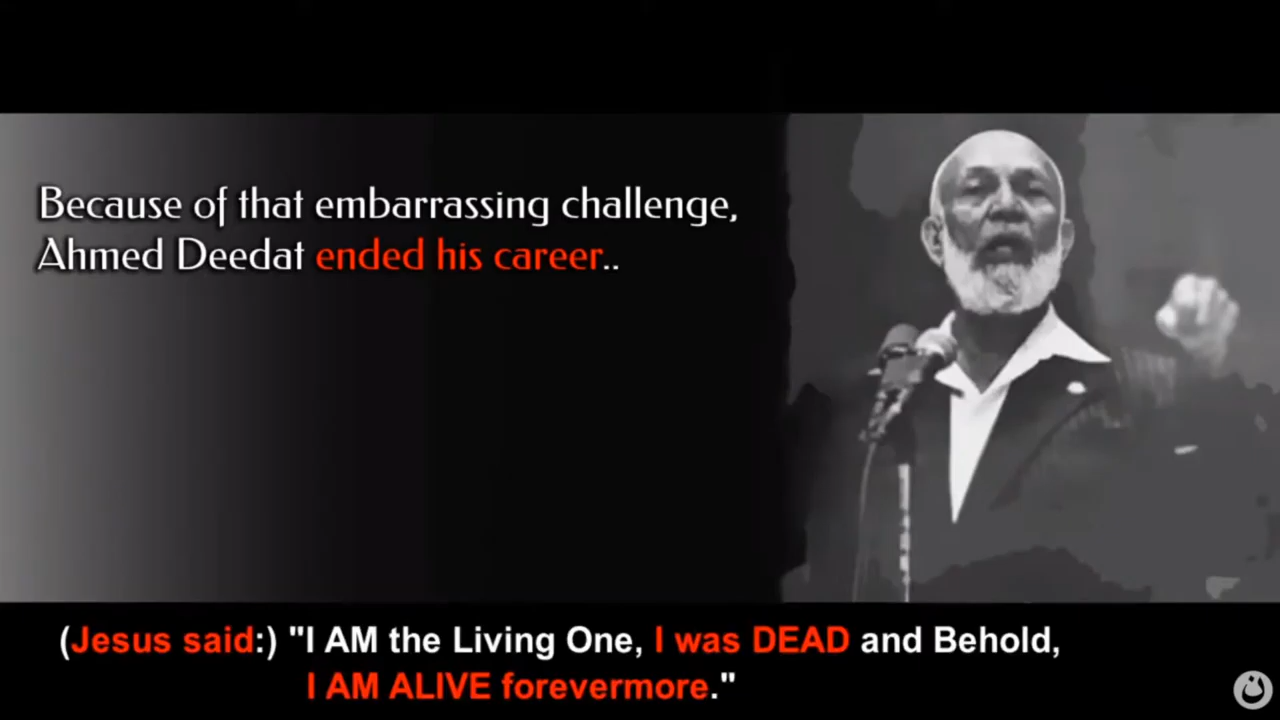 Because of that embarrassing challenge,
Ahmed Deedat ended his career..
(Jesus said:) "I AM the Living One, I was DEAD and Behold,
I AM ALIVE forevermore."
ن